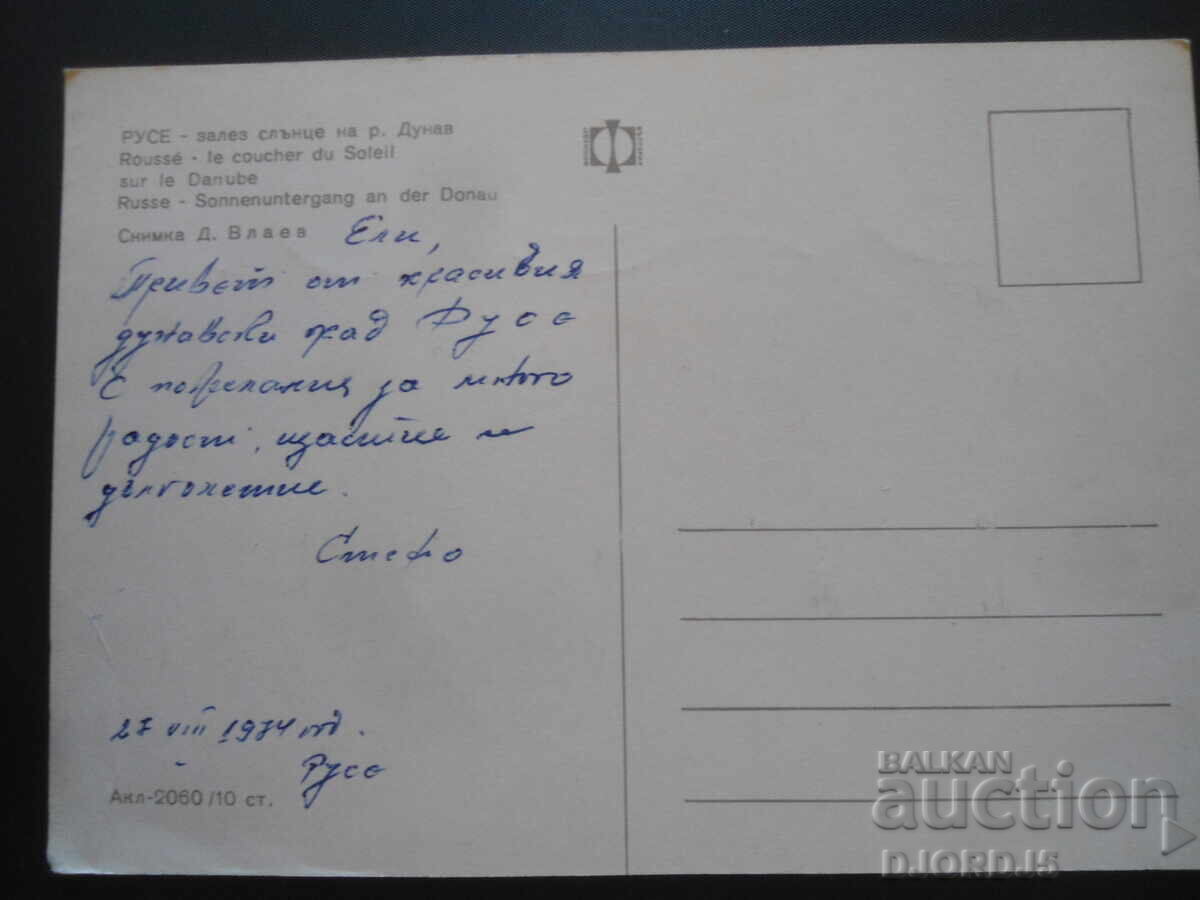 РУСЕ - залез слънце на р. Дунав
Roussé - le coucher du Soleil
sur le Danube
Russe - Sonnenuntergang an der Donau
Снимка Д. Влаев
Ели,
Привет от красивия
дунавски град Русе
С пожелания за много
радост, щастие и
дълголетие.
Стефо
27 VIII 1974 год.
Русе
Акл-2060/10 ст.
BALKAN
auction
DJORDJ5